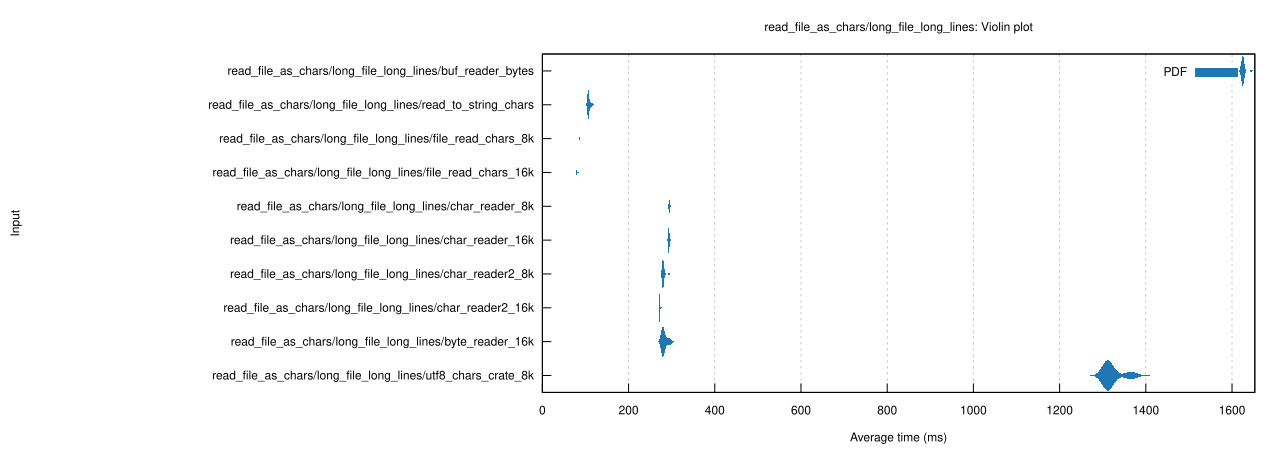 read_file_as_chars/long_file_long_lines: Violin plot
read_file_as_chars/long_file_long_lines/buf_reader_bytes
PDF
read_file_as_chars/long_file_long_lines/read_to_string_chars
read_file_as_chars/long_file_long_lines/file_read_chars_8k
read_file_as_chars/long_file_long_lines/file_read_chars_16k
read_file_as_chars/long_file_long_lines/char_reader_8k
read_file_as_chars/long_file_long_lines/char_reader_16k
read_file_as_chars/long_file_long_lines/char_reader2_8k
read_file_as_chars/long_file_long_lines/char_reader2_16k
read_file_as_chars/long_file_long_lines/byte_reader_16k
read_file_as_chars/long_file_long_lines/utf8_chars_crate_8k
Input
0 200 400 600 800 1000 1200 1400 1600
Average time (ms)